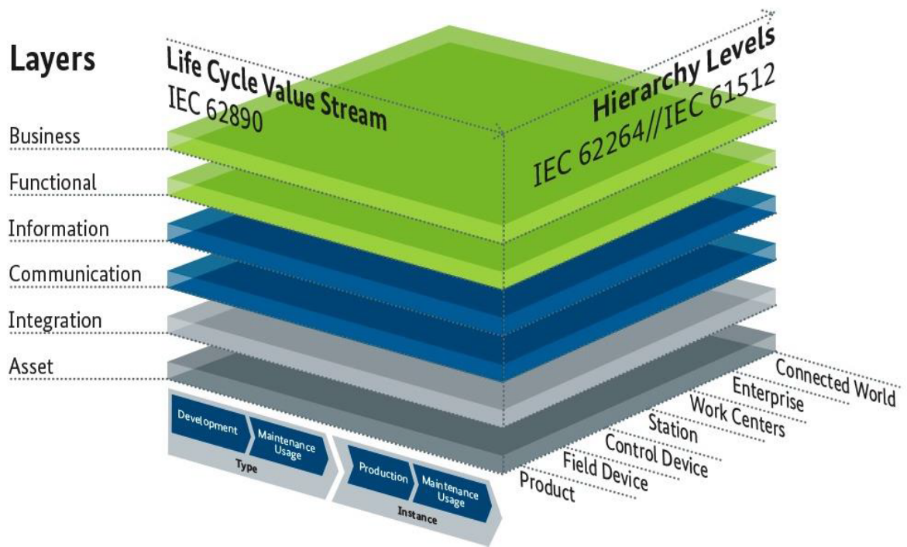 Layers
Life Cycle Value Stream
IEC 62890
Hierarchy Levels
IEC 62264//IEC 61512
Business
Functional
Information
Communication
Integration
Asset
Development
Maintenance
Usage
Type
Production
Maintenance
Usage
Instance
Product
Field Device
Control Device
Station
Work Centers
Enterprise
Connected World